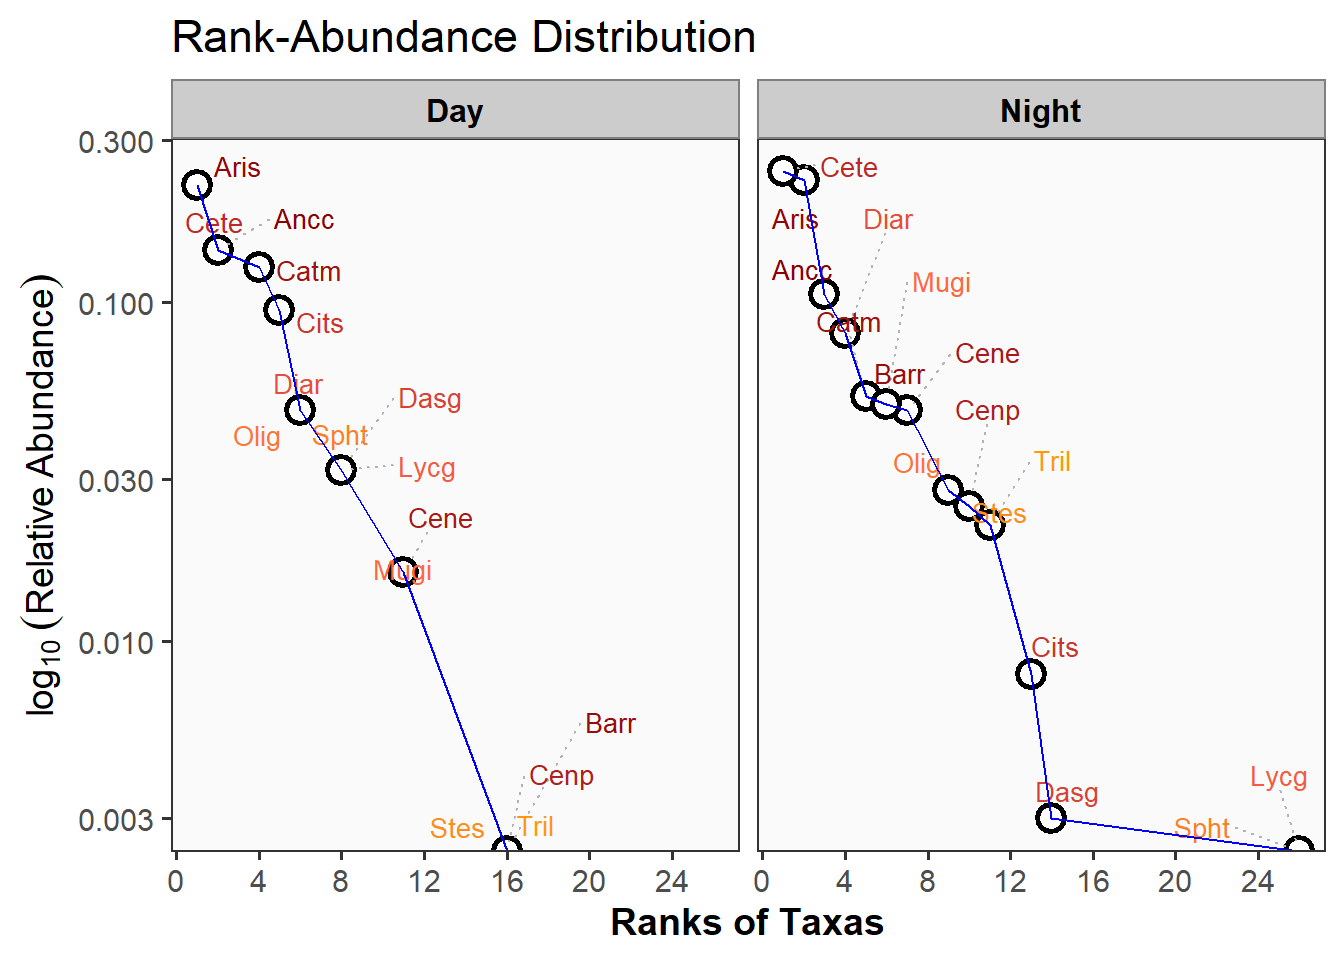 Rank-Abundance Distribution
Day
Night
log10 (Relative Abundance)
0.300
0.100
0.030
0.010
0.003
Aris
Cete
Ancc
Catm
Cits
Diar
Dasg
Olig
Spht
Lycg
Cene
Mugi
Barr
Cenp
Stes
Tril
Cete
Aris
Diar
Ancc
Mugi
Catm
Cene
Barr
Cenp
Olig
Tril
Stes
Cits
Dasg
Lycg
Spht
0 4 8 12 16 20 24
0 4 8 12 16 20 24
Ranks of Taxas